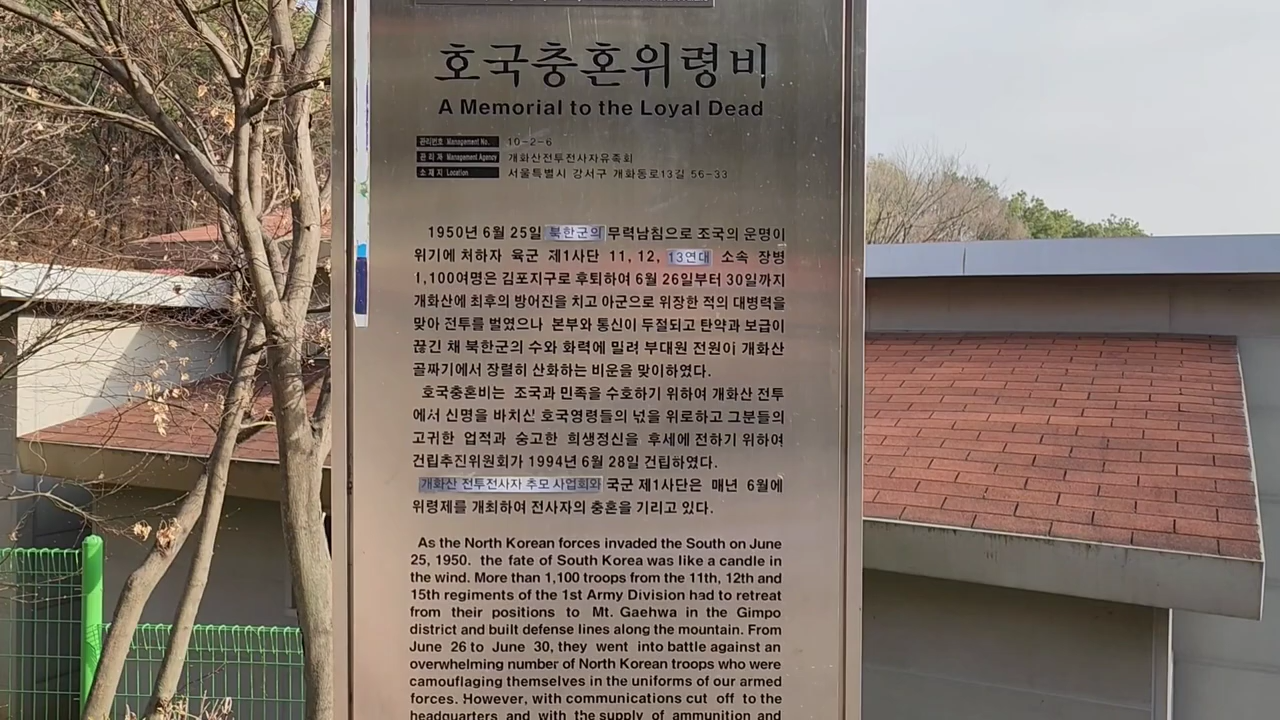 호국충혼위령비
A Memorial to the Loyal Dead
관리번호 Management No. 10-2-6
관 리 자 Management Agency 개화산전투전사자유족회
소 재 지 Location 서울특별시 강서구 개화동로13길 56-33
1950년 6월 25일 북한군의 무력남침으로 조국의 운명이
위기에 처하자 육군 제1사단 11, 12, 13연대 소속 장병
1,100여명은 김포지구로 후퇴하여 6월 26일부터 30일까지
개화산에 최후의 방어진을 치고 아군으로 위장한 적의 대병력을
맞아 전투를 벌였으나 본부와 통신이 두절되고 탄약과 보급이
끊긴 채 북한군의 수와 화력에 밀려 부대원 전원이 개화산
골짜기에서 장렬히 산화하는 비운을 맞이하였다.
호국충혼비는 조국과 민족을 수호하기 위하여 개화산 전투
에서 신명을 바치신 호국영령들의 넋을 위로하고 그분들의
고귀한 업적과 숭고한 희생정신을 후세에 전하기 위하여
건립추진위원회가 1994년 6월 28일 건립하였다.
개화산 전투전사자 추모 사업회와 국군 제1사단은 매년 6월에
위령제를 개최하여 전사자의 충혼을 기리고 있다.
As the North Korean forces invaded the South on June
25, 1950. the fate of South Korea was like a candle in
the wind. More than 1,100 troops from the 11th, 12th and
15th regiments of the 1st Army Division had to retreat
from their positions to Mt. Gaehwa in the Gimpo
district and built defense lines along the mountain. From
June 26 to June 30, they went into battle against an
overwhelming number of North Korean troops who were
camouflaging themselves in the uniforms of our armed
forces. However, with communications cut off to the
headquarters and with the supply of ammunition and